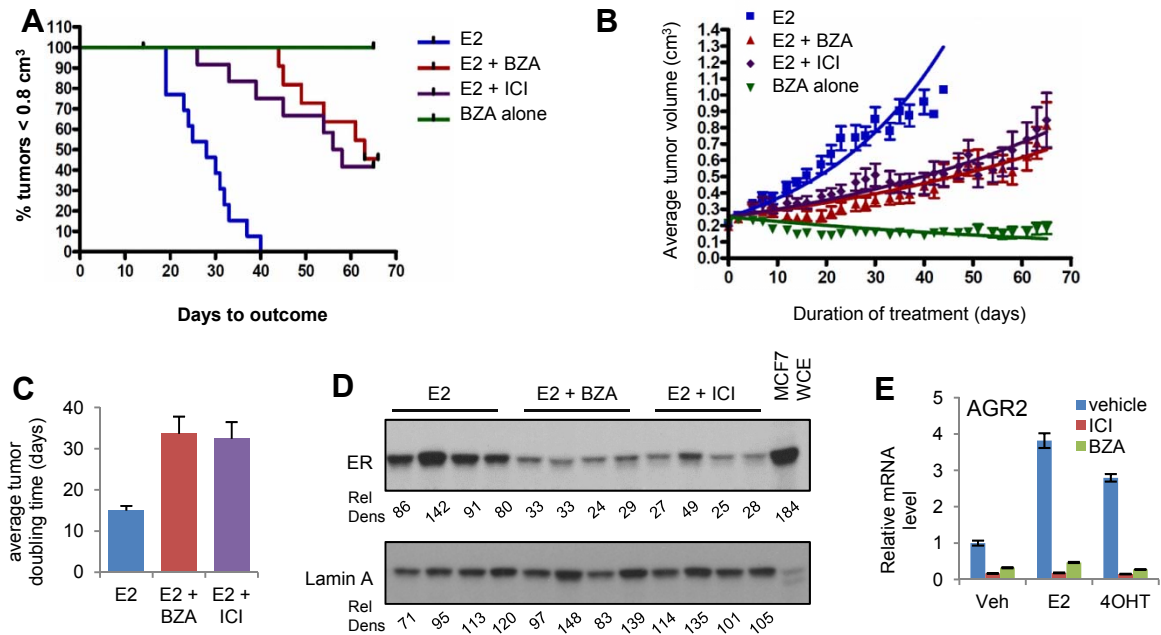 A
% tumors < 0.8 cm³
110
100
90
80
70
60
50
40
30
20
10
0
0 10 20 30 40 50 60 70
Days to outcome
E2
E2 + BZA
E2 + ICI
BZA alone
B
Average tumor volume (cm³)
1.4
1.3
1.2
1.1
1.0
0.9
0.8
0.7
0.6
0.5
0.4
0.3
0.2
0.1
0.0
0 10 20 30 40 50 60 70
Duration of treatment (days)
E2
E2 + BZA
E2 + ICI
BZA alone
C
average tumor
doubling time (days)
40
30
20
10
0
E2 E2 + E2 +
BZA ICI
D
E2 E2 + BZA E2 + ICI MCF7
WCE
ER
Rel
Dens 86 142 91 80 33 33 24 29 27 49 25 28 184
Lamin A
Rel
Dens 71 95 113 120 97 148 83 139 114 135 101 105
E
AGR2
vehicle
ICI
BZA
Relative mRNA
level
5
4
3
2
1
0
Veh E2 4OHT